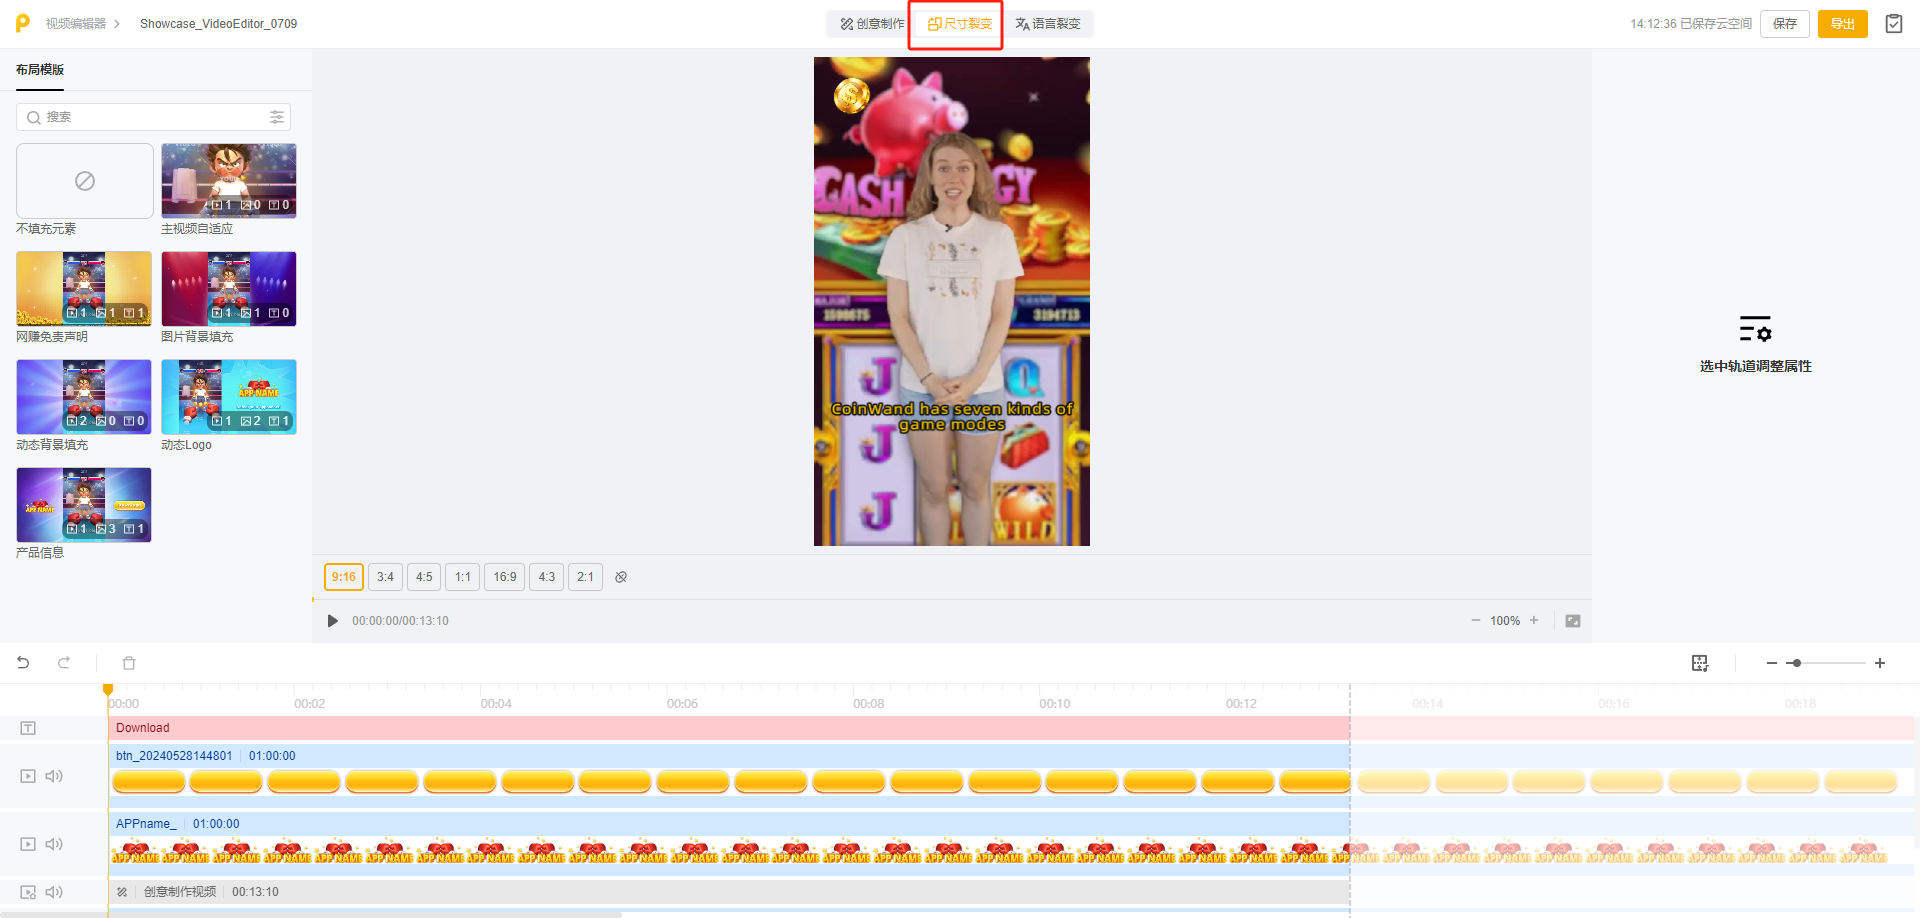 视频编辑器
Showcase_VideoEditor_0709
创意制作
尺寸裂变
语言裂变
14:12:36 已保存云空间
保存
导出
布局模版
搜索
不填充元素
1 0 0
主视频自适应
1 1 1
网赚免责声明
1 1 0
图片背景填充
2 0 0
动态背景填充
APP NAME
1 2 1
动态Logo
APP NAME
1 3 1
产品信息
CASH
GY
MAJOR
1598675
GRAND
3194713
J
Q
J
J
WILD
CoinWand has seven kinds of
game modes
选中轨道调整属性
9:16 3:4 4:5 1:1 16:9 4:3 2:1
00:00:00/00:13:10
100%
00:00 00:02 00:04 00:06 00:08 00:10 00:12 00:14 00:16 00:18
Download
btn_20240528144801 01:00:00
APPname_ 01:00:00
APP NAME APP NAME APP NAME APP NAME APP NAME APP NAME APP NAME APP NAME APP NAME APP NAME APP NAME APP NAME APP NAME APP NAME APP NAME APP NAME APP NAME APP NAME APP NAME APP NAME APP NAME APP NAME APP NAME APP NAME APP NAME APP NAME APP NAME APP NAME APP NAME APP NAME APP NAME APP NAME APP NAME APP NAME APP NAME
创意制作视频 00:13:10